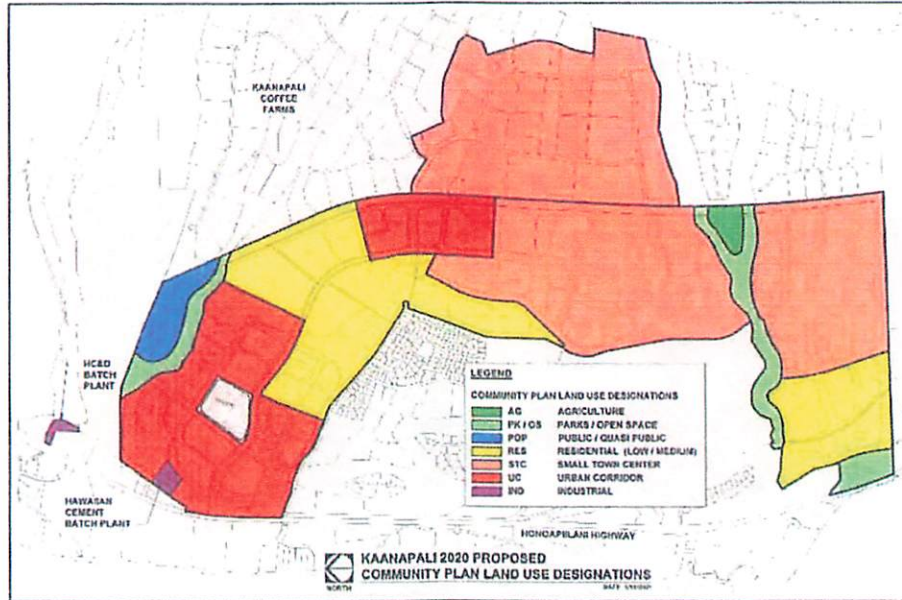 KAANAPALI
COFFEE
FARMS
HC&D
BATCH
PLANT
HAWAIIAN
CEMENT
BATCH PLANT
LEGEND
COMMUNITY PLAN LAND USE DESIGNATIONS
AG AGRICULTURE
PK / OS PARKS / OPEN SPACE
PQP PUBLIC / QUASI PUBLIC
RES RESIDENTIAL (LOW / MEDIUM)
STC SMALL TOWN CENTER
UC URBAN CORRIDOR
IND INDUSTRIAL
HONOAPIILANI HIGHWAY
NORTH
KAANAPALI 2020 PROPOSED
COMMUNITY PLAN LAND USE DESIGNATIONS